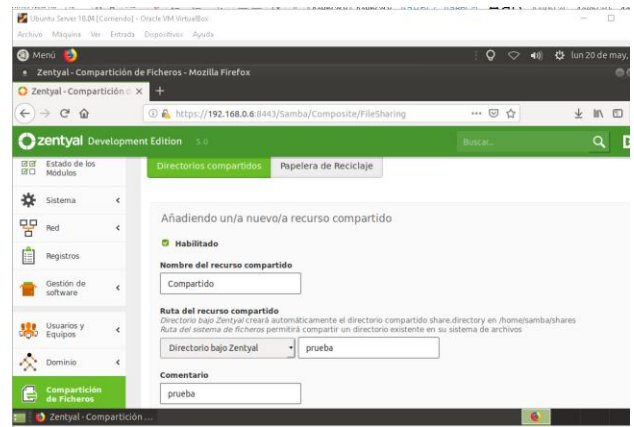 Ubuntu Server 18.04 [Corriendo] - Oracle VM VirtualBox
Archivo Máquina Ver Entrada Dispositivos Ayuda
Menú lun 20 de may,
Zentyal - Compartición de Ficheros - Mozilla Firefox
Zentyal - Compartición d
https://192.168.0.6:8443/Samba/Composite/FileSharing
zentyal Development Edition 5.0 Buscar...
Estado de los
Módulos
Sistema
Red
Registros
Gestión de
software
Usuarios y
Equipos
Dominio
Compartición
de Ficheros
Directorios compartidos Papelera de Reciclaje
Añadiendo un/a nuevo/a recurso compartido
Habilitado
Nombre del recurso compartido
Compartido
Ruta del recurso compartido
Directorio bajo Zentyal creará automáticamente el directorio compartido share.directory en /home/samba/shares
Ruta del sistema de ficheros permitirá compartir un directorio existente en su sistema de archivos
Directorio bajo Zentyal prueba
Comentario
prueba
Zentyal - Compartición ...